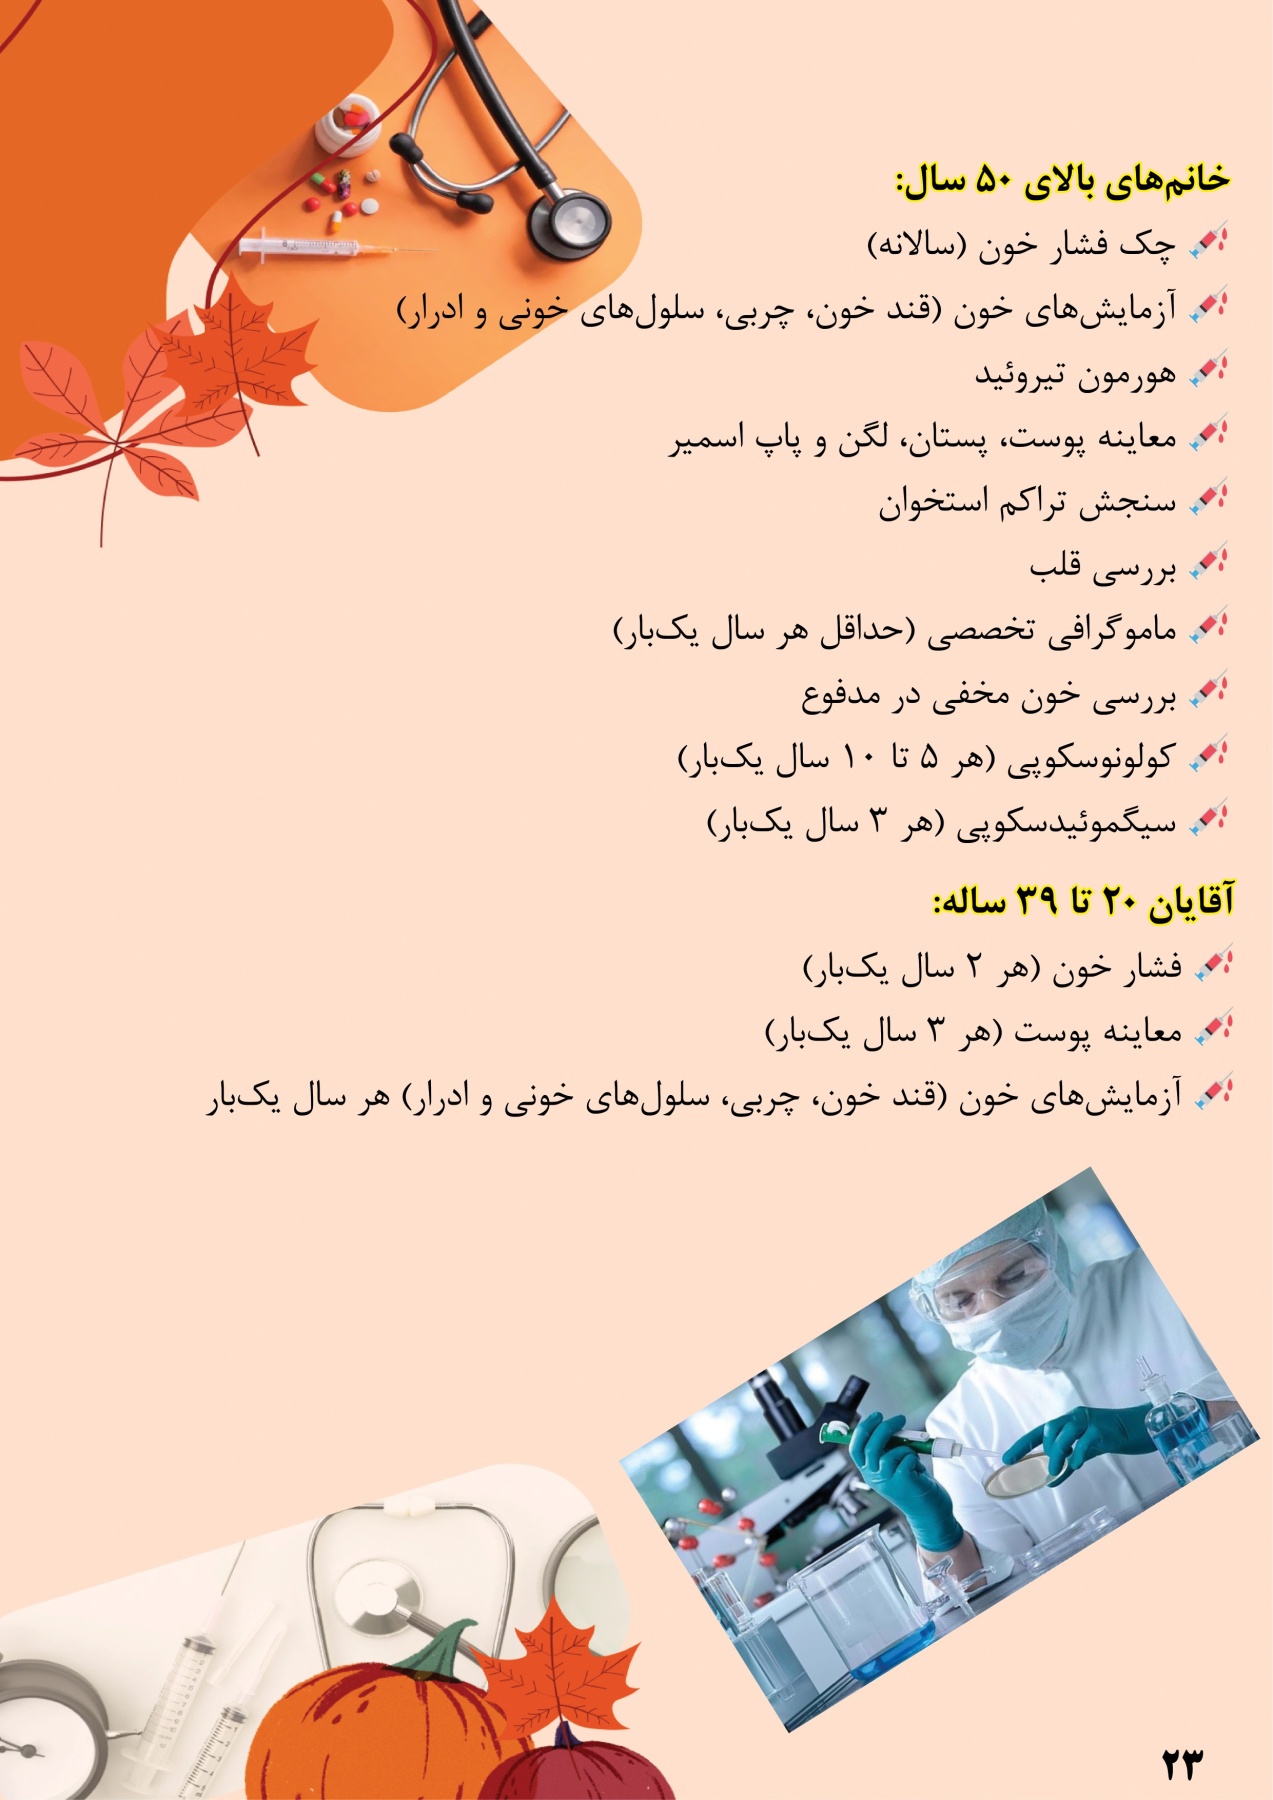 خانم‌های بالای ۵۰ سال:
چک فشار خون (سالانه)
آزمایش‌های خون (قند خون، چربی، سلول‌های خونی و ادرار)
هورمون تیروئید
معاینه پوست، پستان، لگن و پاپ اسمیر
سنجش تراکم استخوان
بررسی قلب
ماموگرافی تخصصی (حداقل هر سال یک‌بار)
بررسی خون مخفی در مدفوع
کولونوسکوپی (هر ۵ تا ۱۰ سال یک‌بار)
سیگموئیدسکوپی (هر ۳ سال یک‌بار)
آقایان ۲۰ تا ۳۹ ساله:
فشار خون (هر ۲ سال یک‌بار)
معاینه پوست (هر ۳ سال یک‌بار)
آزمایش‌های خون (قند خون، چربی، سلول‌های خونی و ادرار) هر سال یک‌بار
۲۳